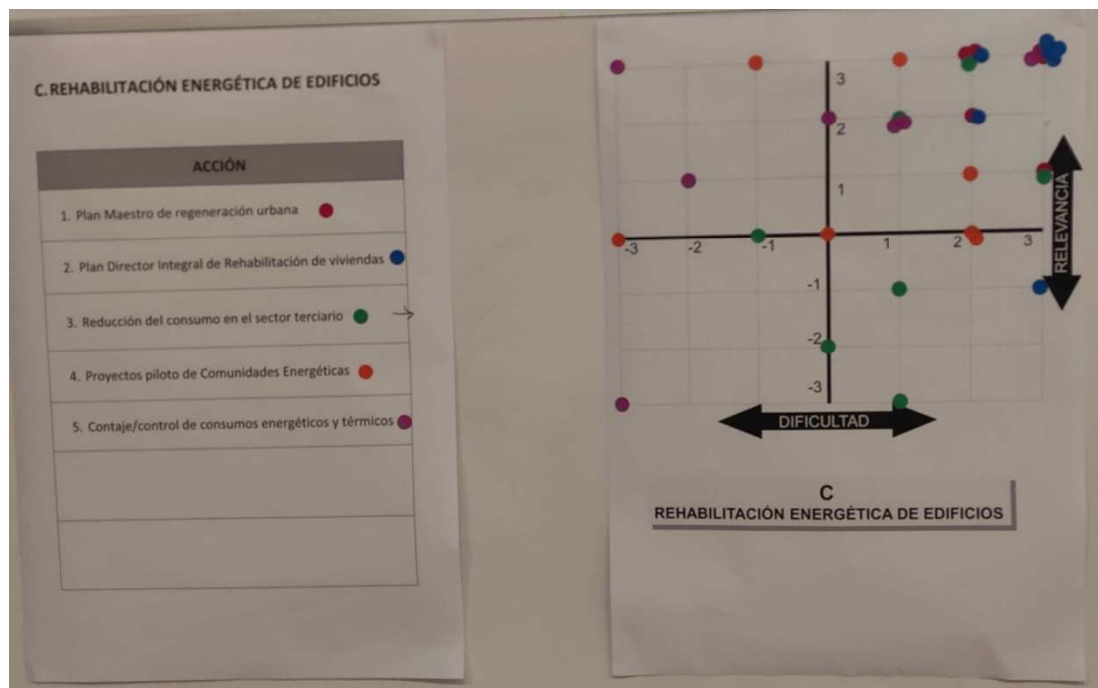 C. REHABILITACIÓN ENERGÉTICA DE EDIFICIOS
ACCIÓN
1. Plan Maestro de regeneración urbana
2. Plan Director Integral de Rehabilitación de viviendas
3. Reducción del consumo en el sector terciario
4. Proyectos piloto de Comunidades Energéticas
5. Contaje/control de consumos energéticos y térmicos
3
2
1
-3 -2 -1 1 2 3
-1
-2
-3
RELEVANCIA
DIFICULTAD
C
REHABILITACIÓN ENERGÉTICA DE EDIFICIOS